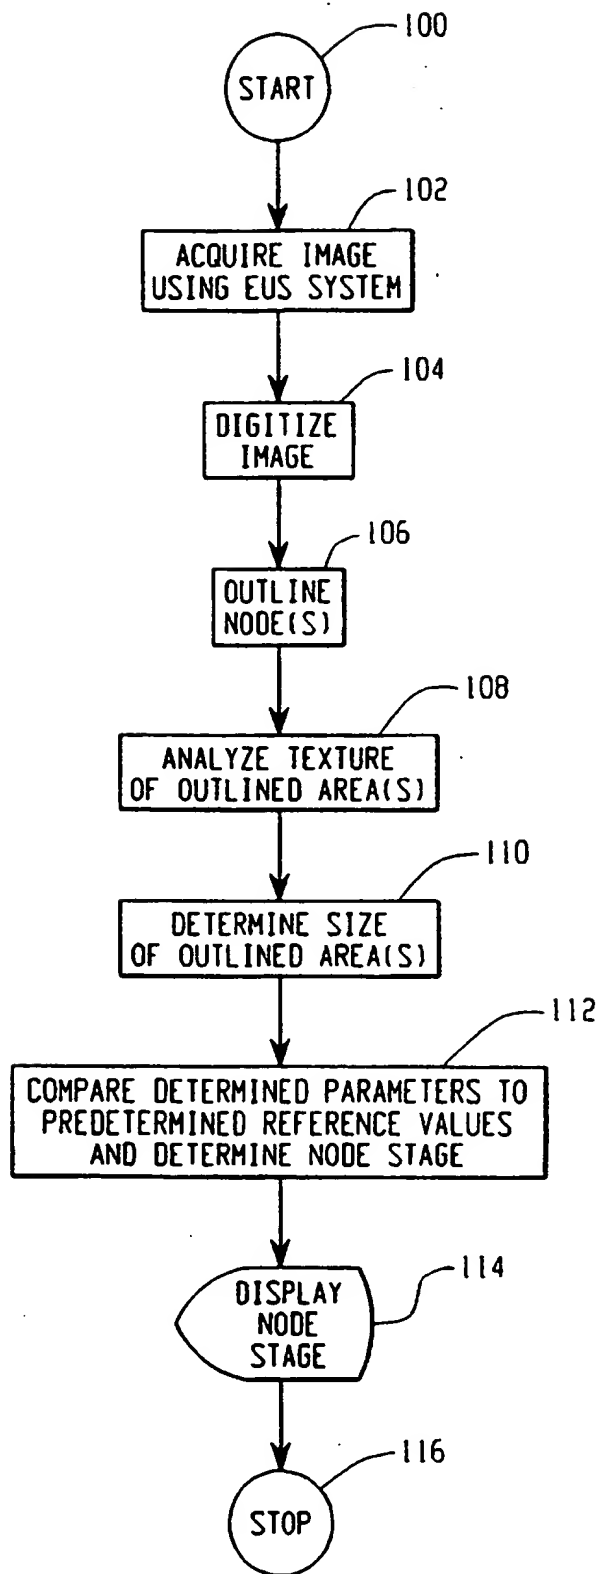 100
START
102
ACQUIRE IMAGE
USING EUS SYSTEM
104
DIGITIZE
IMAGE
106
OUTLINE
NODE(S)
108
ANALYZE TEXTURE
OF OUTLINED AREA(S)
110
DETERMINE SIZE
OF OUTLINED AREA(S)
112
COMPARE DETERMINED PARAMETERS TO
PREDETERMINED REFERENCE VALUES
AND DETERMINE NODE STAGE
114
DISPLAY
NODE
STAGE
116
STOP